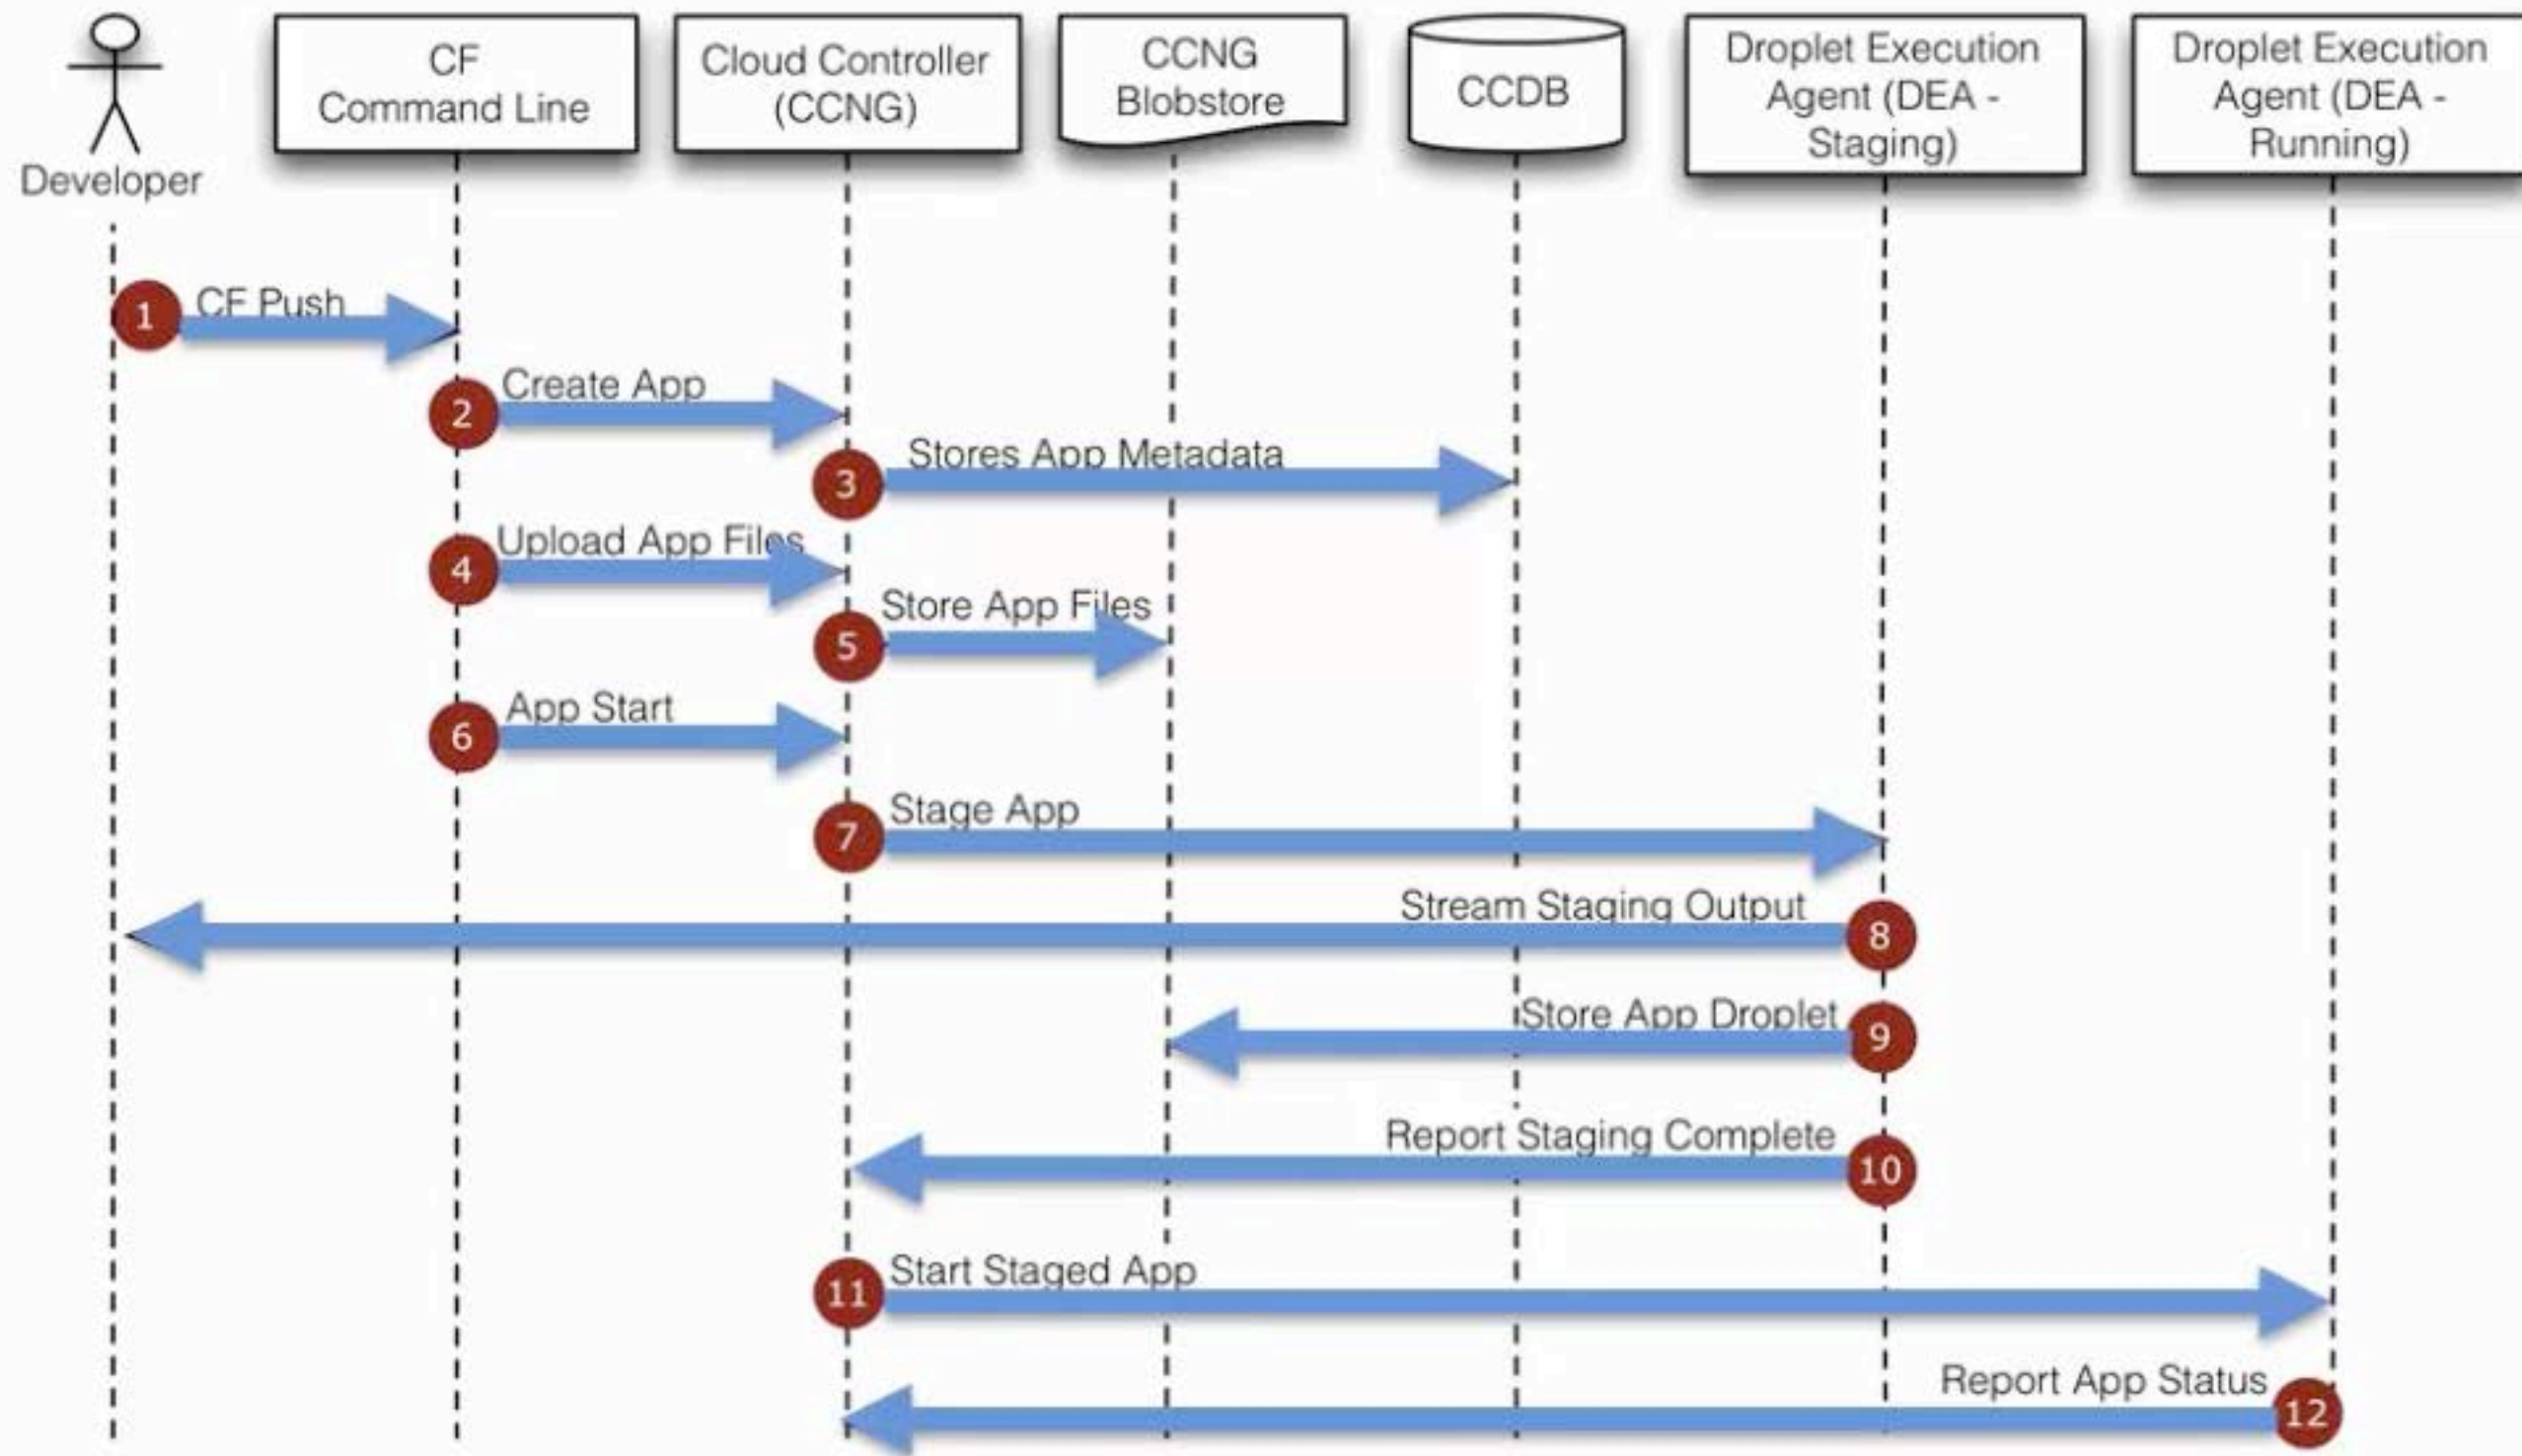 Developer
CF
Command Line
Cloud Controller
(CCNG)
CCNG
Blobstore
CCDB
Droplet Execution
Agent (DEA -
Staging)
Droplet Execution
Agent (DEA -
Running)
1 CF Push
2 Create App
3 Stores App Metadata
4 Upload App Files
5 Store App Files
6 App Start
7 Stage App
Stream Staging Output 8
Store App Droplet 9
Report Staging Complete 10
11 Start Staged App
Report App Status 12